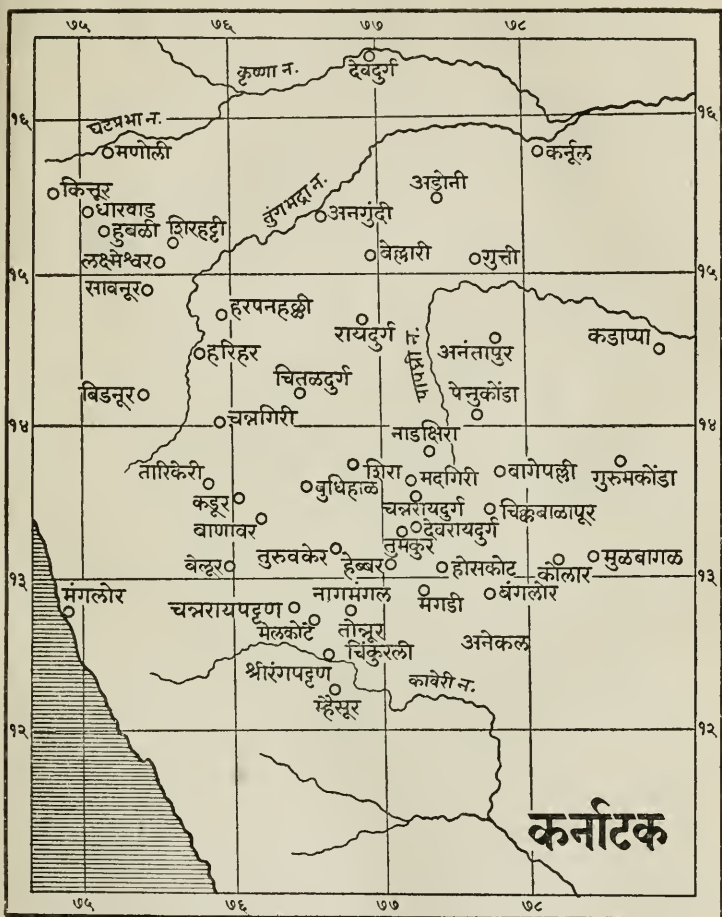 ७५ ७६ ७७ ७८
कृष्णा न.
देवदुर्ग
१६ १६
घटप्रभा न.
मणोली
कर्नूल
कित्तूर
धारवाड
हुबळी
शिरहट्टी
तुंगभद्रा न.
अनगुंदी
अडोनी
लक्ष्मेश्वर
बेल्लारी
गुत्ती
१५ १५
सावनूर
हरपनहळ्ळी
रायदुर्ग
पापघ्नी न.
अनंतापुर
कडाप्पा
हरिहर
बिडनूर
चितळदुर्ग
पेनुकोंडा
१४ १४
चन्नगिरी
नाडक्षिरा
तारिकेरी
शिरा
मदगिरी
बागेपल्ली
गुरुमकोंडा
कडूर
बुधिहाळ
चन्नरायदुर्ग
चिक्कबाळापूर
बाणावर
देवरायदुर्ग
तुमकुर
तुरुवकेर
बेलूर
हेब्बर
होसकोट
कोलार
मुळबागळ
१३ १३
मंगलोर
चन्नरायपट्टण
नागमंगल
मगडी
बंगलोर
मेलकोट
तोन्नूर
अनेकल
चिंकुरली
श्रीरंगपट्टण
कावेरी न.
म्हैसूर
१२ १२
कर्नाटक
७५ ७६ ७७ ७८